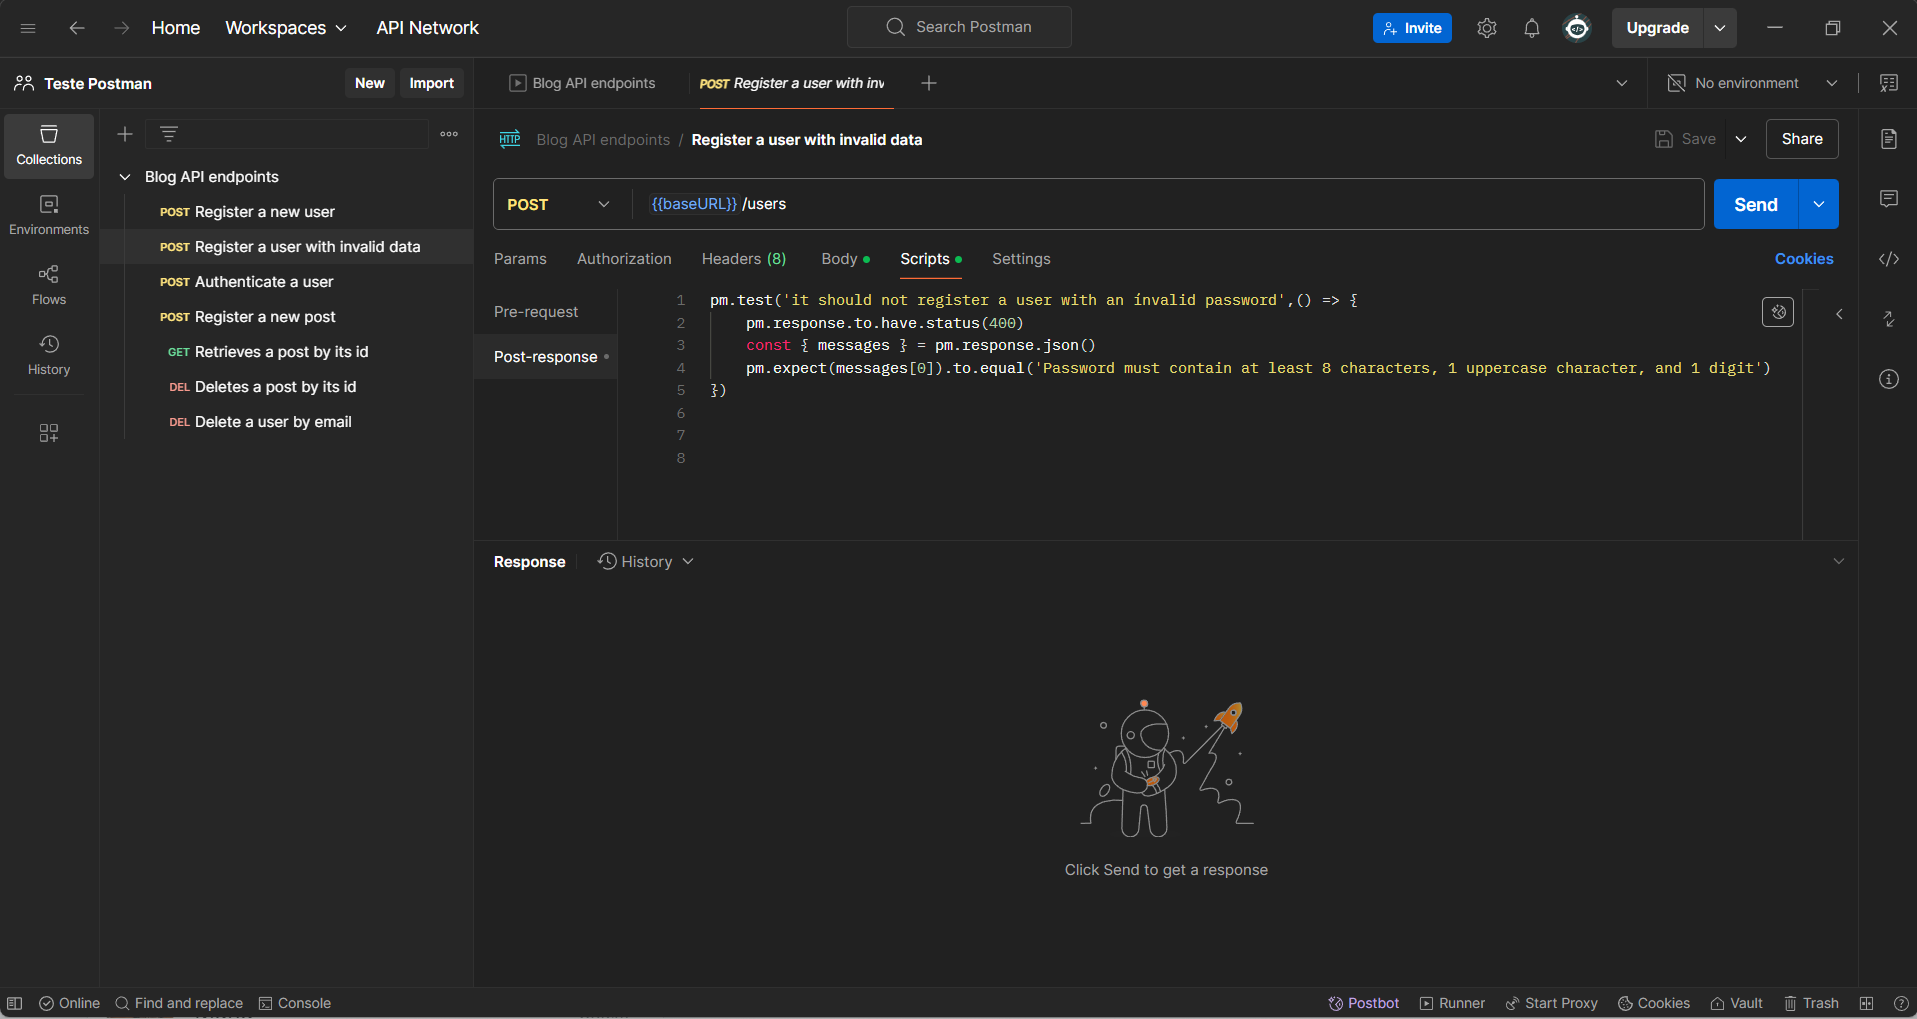 Home Workspaces API Network Search Postman Invite Upgrade
Teste Postman New Import Blog API endpoints POST Register a user with inv No environment
Collections
Environments
Flows
History
Blog API endpoints
POST Register a new user
POST Register a user with invalid data
POST Authenticate a user
POST Register a new post
GET Retrieves a post by its id
DEL Deletes a post by its id
DEL Delete a user by email
HTTP Blog API endpoints / Register a user with invalid data Save Share
POST {{baseURL}} /users Send
Params Authorization Headers (8) Body Scripts Settings Cookies
Pre-request
Post-response
1 pm.test('it should not register a user with an ínvalid password',() => {
2 pm.response.to.have.status(400)
3 const { messages } = pm.response.json()
4 pm.expect(messages[0]).to.equal('Password must contain at least 8 characters, 1 uppercase character, and 1 digit')
5 })
6
7
8
Response History
Click Send to get a response
Online Find and replace Console Postbot Runner Start Proxy Cookies Vault Trash